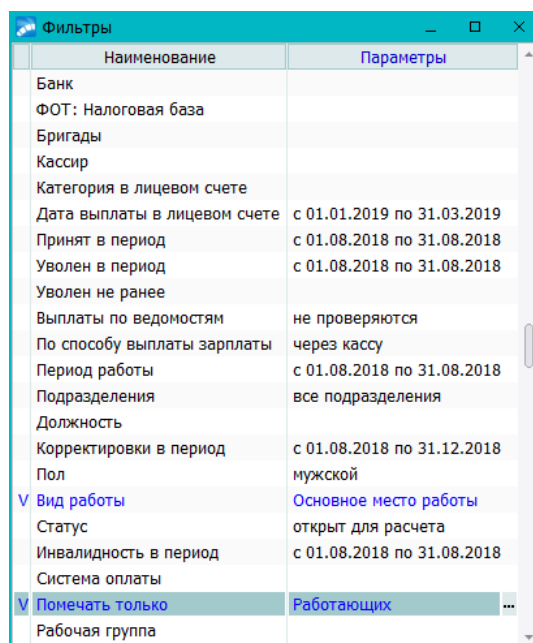 Фильтры
Наименование Параметры
Банк
ФОТ: Налоговая база
Бригады
Кассир
Категория в лицевом счете
Дата выплаты в лицевом счете с 01.01.2019 по 31.03.2019
Принят в период с 01.08.2018 по 31.08.2018
Уволен в период с 01.08.2018 по 31.08.2018
Уволен не ранее
Выплаты по ведомостям не проверяются
По способу выплаты зарплаты через кассу
Период работы с 01.08.2018 по 31.08.2018
Подразделения все подразделения
Должность
Корректировки в период с 01.08.2018 по 31.12.2018
Пол мужской
V Вид работы Основное место работы
Статус открыт для расчета
Инвалидность в период с 01.08.2018 по 31.08.2018
Система оплаты
V Помечать только Работающих ...
Рабочая группа